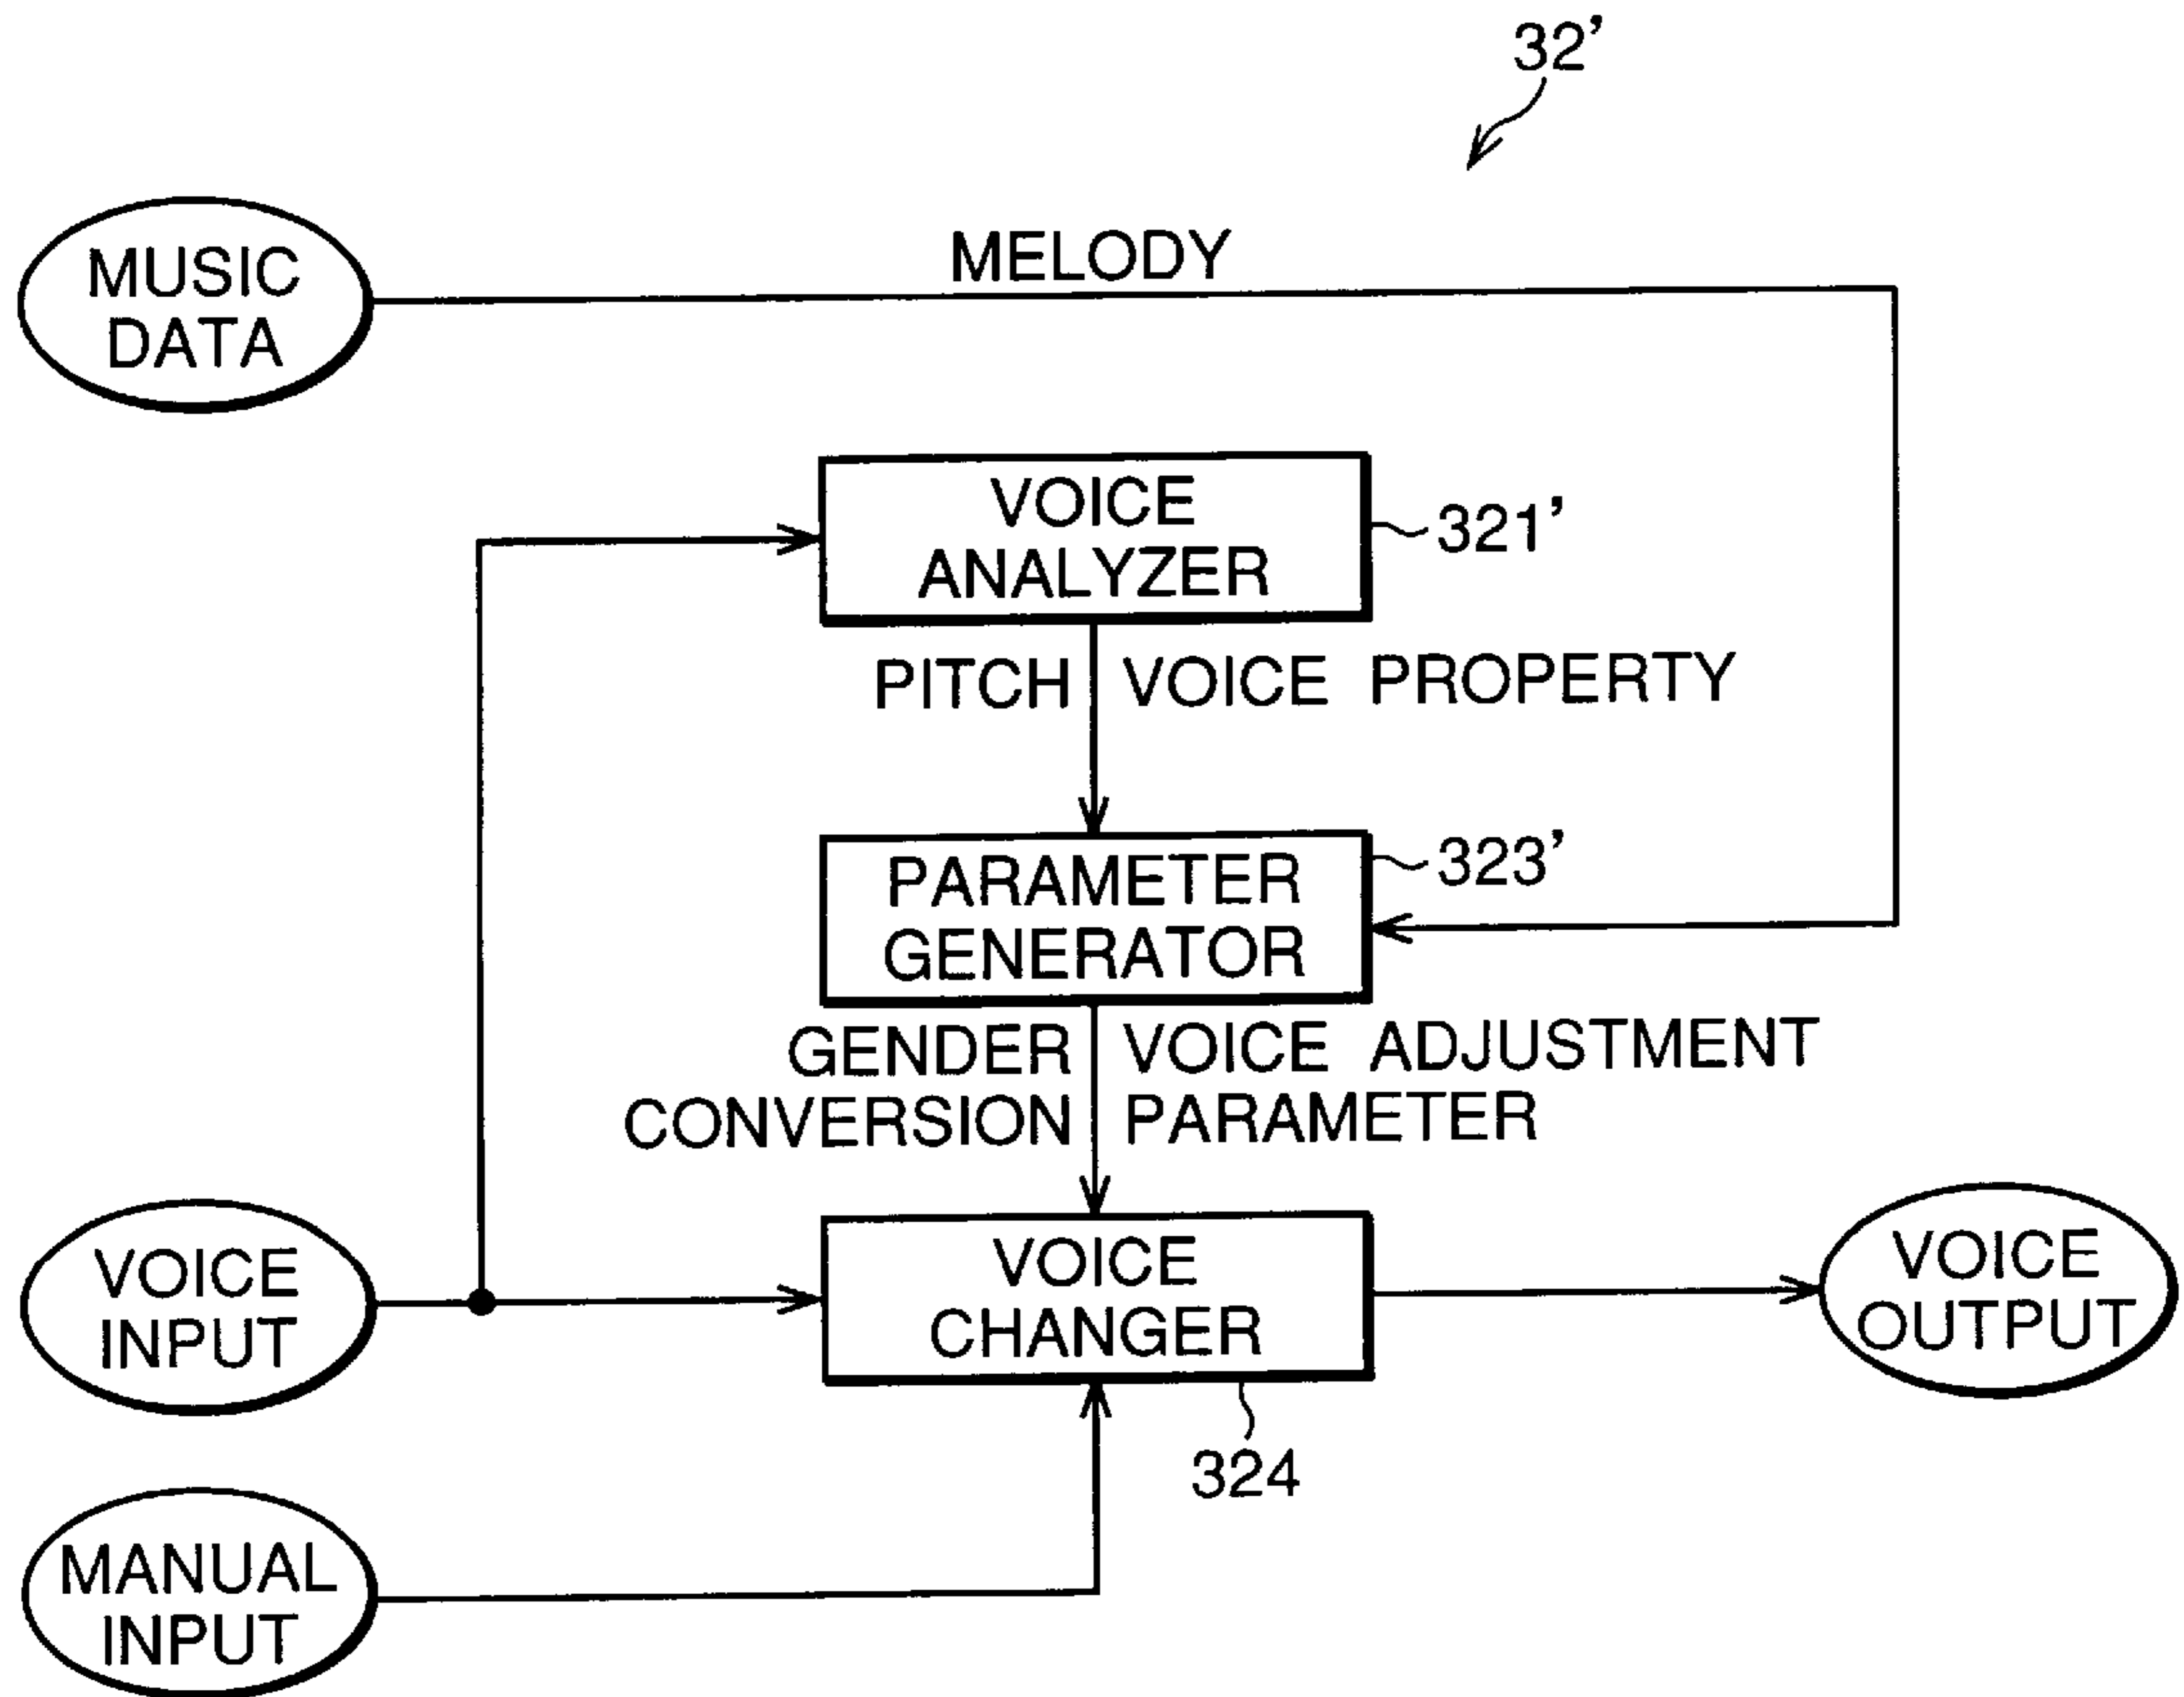 32’
MUSIC
DATA
MELODY
VOICE
ANALYZER
321’
PITCH
VOICE PROPERTY
PARAMETER
GENERATOR
323’
GENDER
CONVERSION
VOICE ADJUSTMENT
PARAMETER
VOICE
INPUT
VOICE
CHANGER
324
VOICE
OUTPUT
MANUAL
INPUT